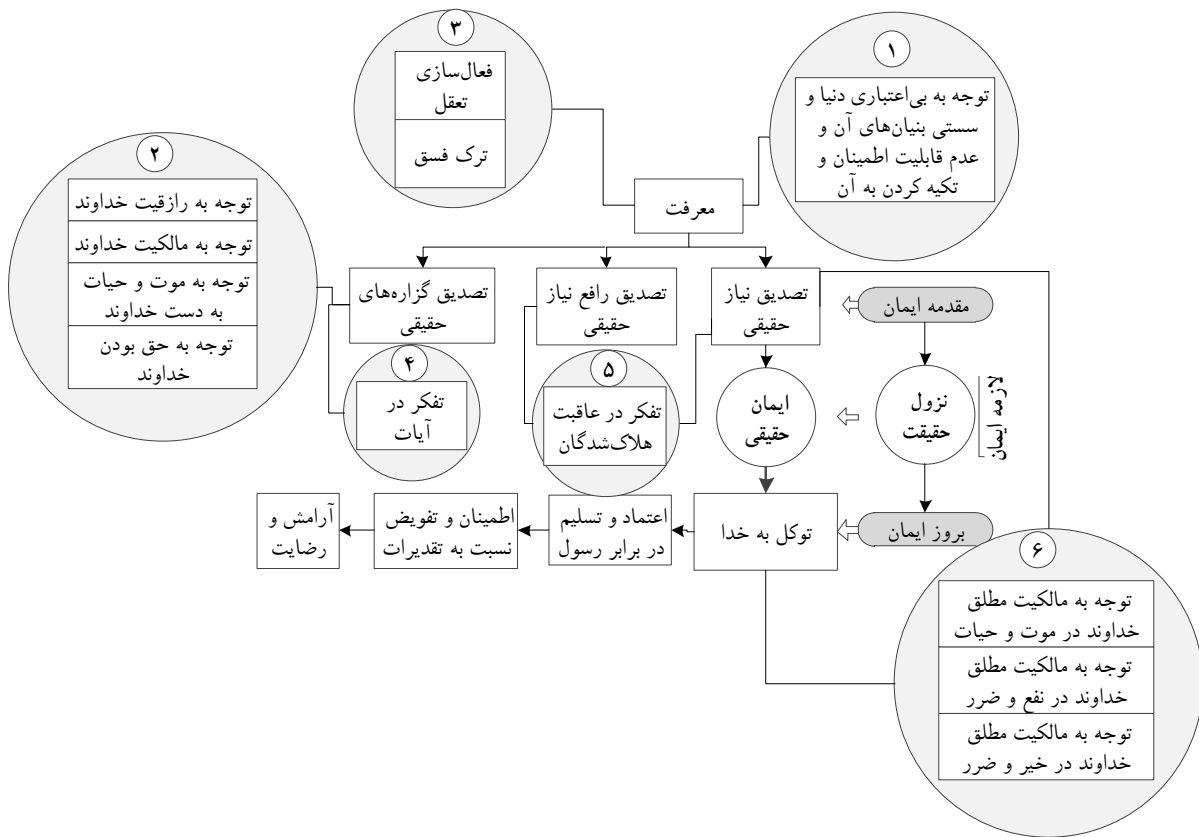 ۱
توجه به بی‌اعتباری دنیا و
سستی بنیان‌های آن و
عدم قابلیت اطمینان و
تکیه کردن به آن
۳
فعال‌سازی
تعقل
ترک فسق
۲
توجه به رازقیت خداوند
توجه به مالکیت خداوند
توجه به موت و حیات
به دست خداوند
توجه به حق بودن
خداوند
معرفت
تصدیق نیاز
حقیقی
تصدیق رافع نیاز
حقیقی
تصدیق گزاره‌های
حقیقی
مقدمه ایمان
۴
تفکر در
آیات
۵
تفکر در عاقبت
هلاک‌شدگان
ایمان
حقیقی
نزول
حقیقت
لازمه ایمان
بروز ایمان
توکل به خدا
اعتماد و تسلیم
در برابر رسول
اطمینان و تفویض
نسبت به تقدیرات
آرامش و
رضایت
۶
توجه به مالکیت مطلق
خداوند در موت و حیات
توجه به مالکیت مطلق
خداوند در نفع و ضرر
توجه به مالکیت مطلق
خداوند در خیر و ضرر